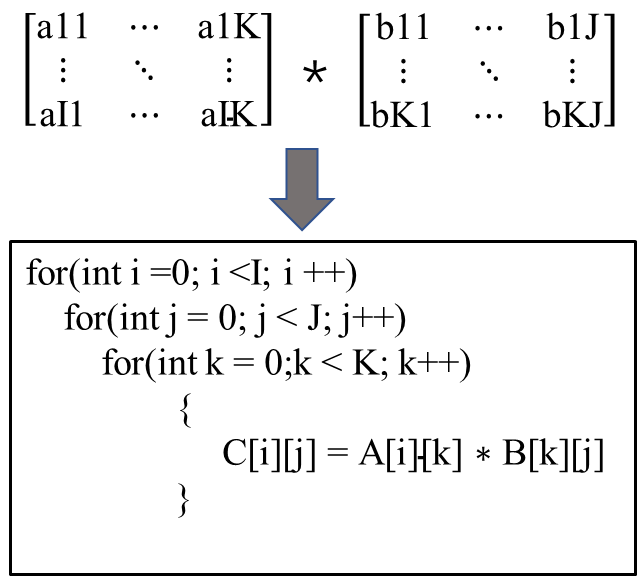 a11 ⋯ a1K
⋮ ⋱ ⋮
aI1 ⋯ aIK
*
b11 ⋯ b1J
⋮ ⋱ ⋮
bK1 ⋯ bKJ
for(int i =0; i <I; i ++)
for(int j = 0; j < J; j++)
for(int k = 0;k < K; k++)
{
C[i][j] = A[i][k] * B[k][j]
}